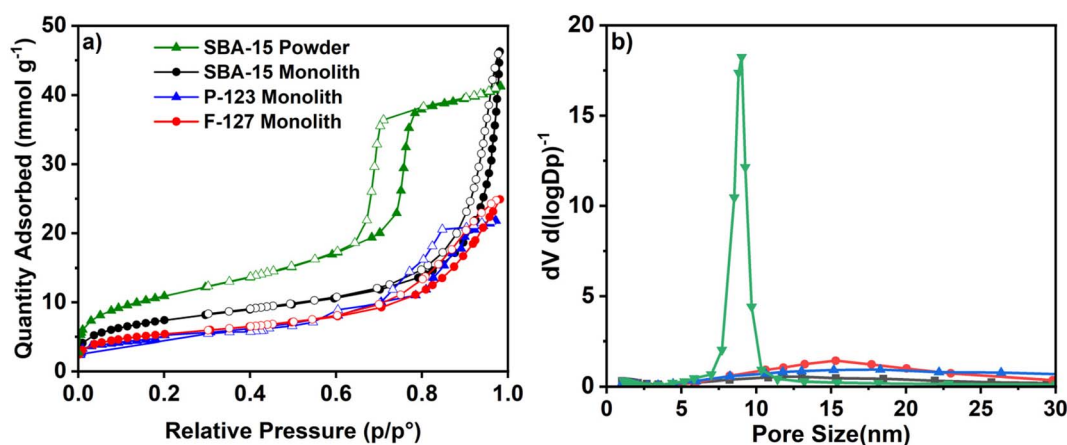 a)
SBA-15 Powder
SBA-15 Monolith
P-123 Monolith
F-127 Monolith
Quantity Adsorbed (mmol g⁻¹)
50
40
30
20
10
0
0.0 0.2 0.4 0.6 0.8 1.0
Relative Pressure (p/p°)
b)
dV d(logDp)⁻¹
20
15
10
5
0
0 5 10 15 20 25 30
Pore Size(nm)